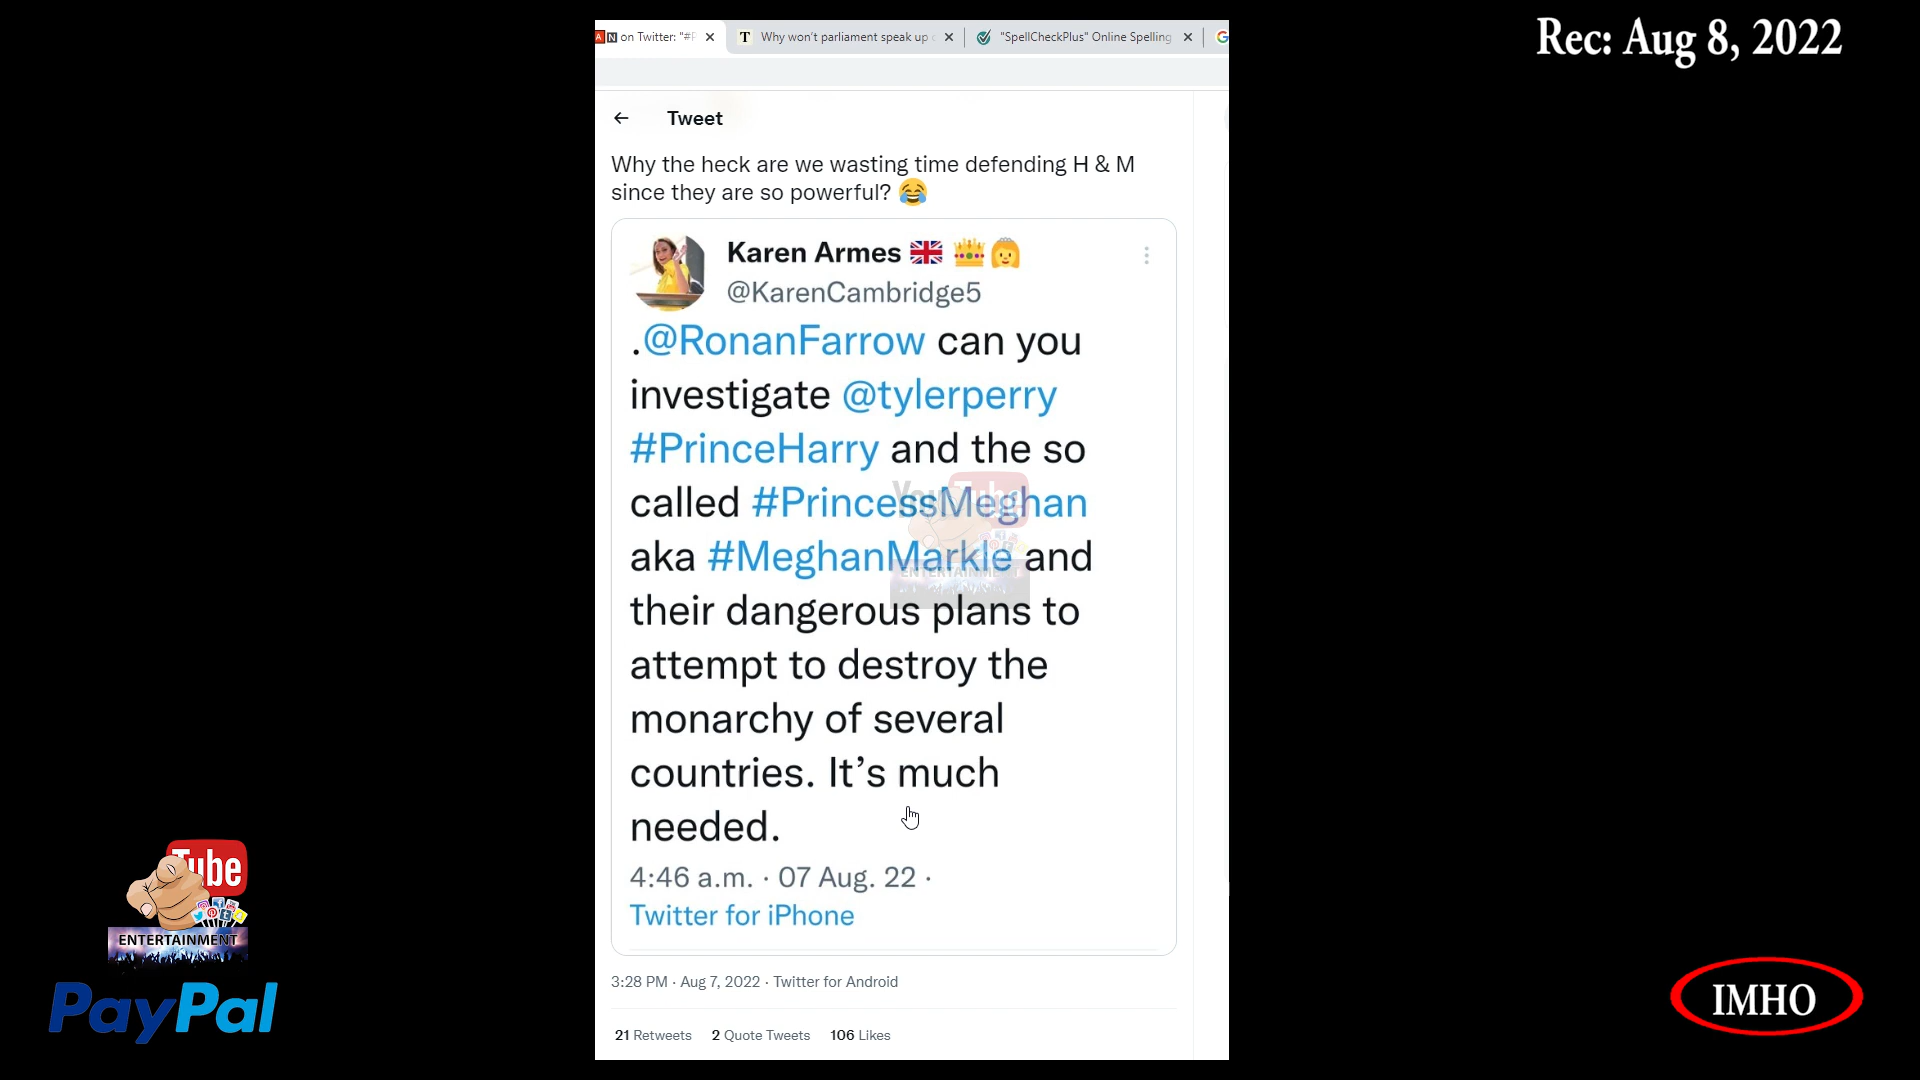 Rec: Aug 8, 2022
on Twitter: "#P
Why won't parliament speak up
"SpellCheckPlus" Online Spelling
Tweet
Why the heck are we wasting time defending H & M
since they are so powerful? 😂
Karen Armes 🇬🇧 👑👸
@KarenCambridge5
.@RonanFarrow can you
investigate @tylerperry
#PrinceHarry and the so
called #PrincessMeghan
aka #MeghanMarkle and
their dangerous plans to
attempt to destroy the
monarchy of several
countries. It's much
needed.
4:46 a.m. · 07 Aug. 22 ·
Twitter for iPhone
3:28 PM · Aug 7, 2022 · Twitter for Android
21 Retweets 2 Quote Tweets 106 Likes
YouTube
ENTERTAINMENT
Tube
ENTERTAINMENT
PayPal
IMHO